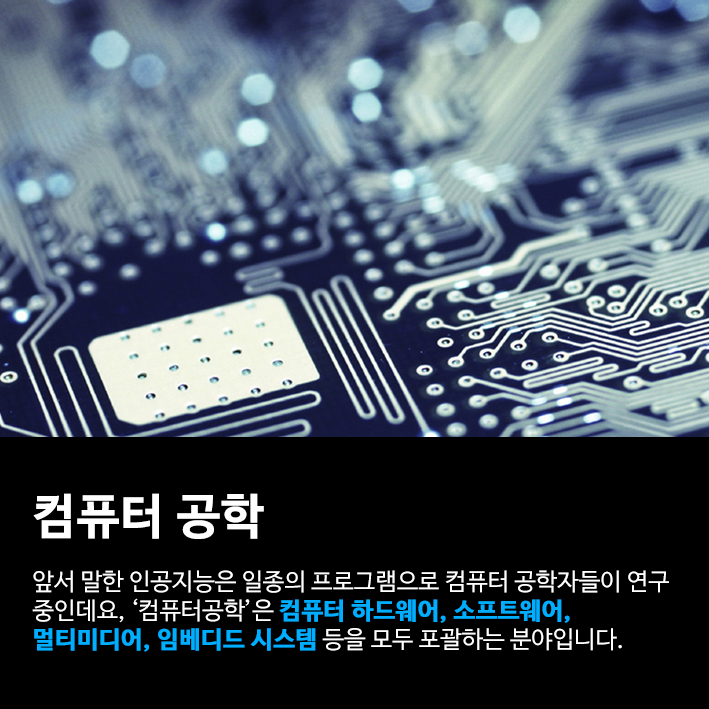 컴퓨터 공학
앞서 말한 인공지능은 일종의 프로그램으로 컴퓨터 공학자들이 연구
중인데요, ‘컴퓨터공학’은 컴퓨터 하드웨어, 소프트웨어,
멀티미디어, 임베디드 시스템 등을 모두 포괄하는 분야입니다.